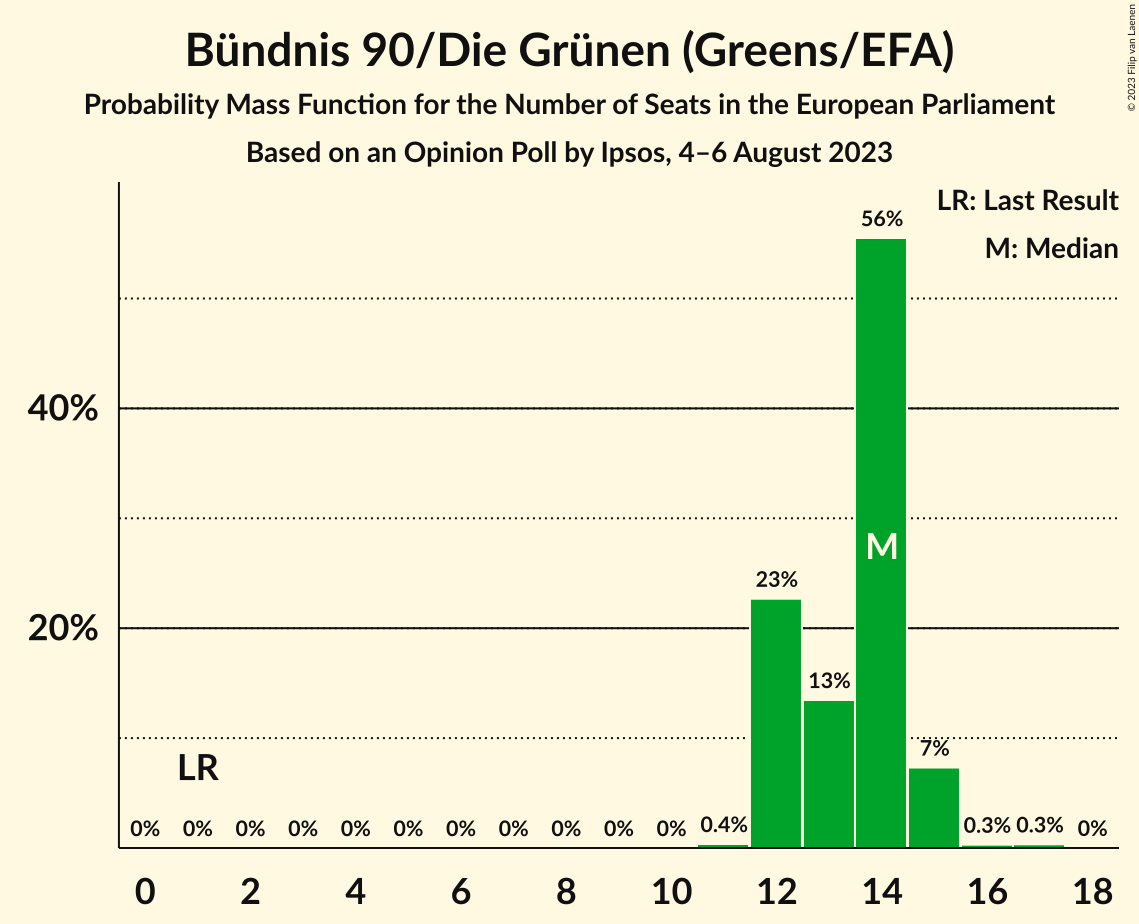 Bündnis 90/Die Grünen (Greens/EFA)
Probability Mass Function for the Number of Seats in the European Parliament
Based on an Opinion Poll by Ipsos, 4–6 August 2023
© 2023 Filip van Laenen
LR: Last Result
M: Median
56%
40%
M
23%
20%
13%
7%
LR
0% 0% 0% 0% 0% 0% 0% 0% 0% 0% 0% 0.4% 0.3% 0.3% 0%
0 2 4 6 8 10 12 14 16 18